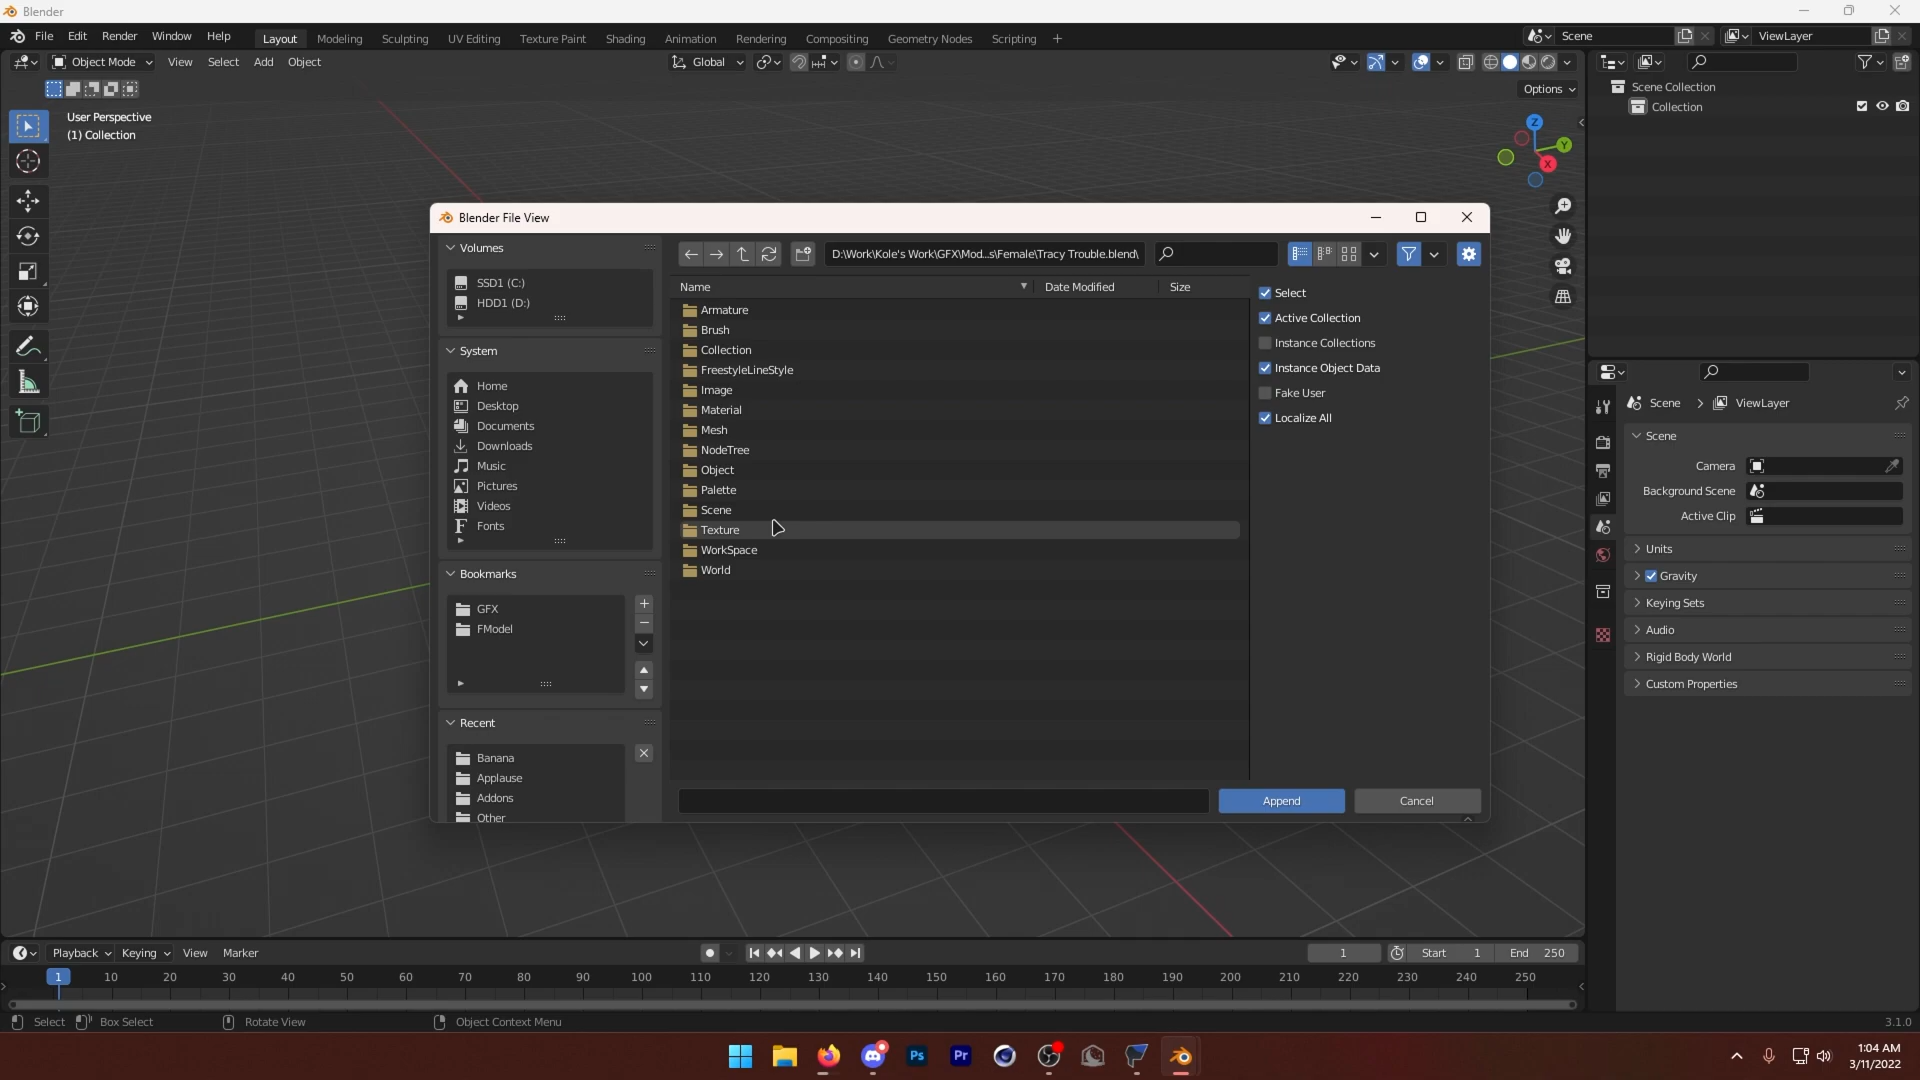 Blender
File Edit Render Window Help Layout Modeling Sculpting UV Editing Texture Paint Shading Animation Rendering Compositing Geometry Nodes Scripting + Scene ViewLayer
Object Mode View Select Add Object Global
Options
User Perspective
(1) Collection
Z
Y
X
Scene Collection
Collection
Blender File View
Volumes
SSD1 (C:)
HDD1 (D:)
System
Home
Desktop
Documents
Downloads
Music
Pictures
Videos
Fonts
Bookmarks
GFX
FModel
Recent
Banana
Applause
Addons
Other
D:\Work\Kole's Work\GFX\Mod...s\Female\Tracy Trouble.blend\
Name Date Modified Size
Armature
Brush
Collection
FreestyleLineStyle
Image
Material
Mesh
NodeTree
Object
Palette
Scene
Texture
WorkSpace
World
Select
Active Collection
Instance Collections
Instance Object Data
Fake User
Localize All
Append Cancel
Scene > ViewLayer
Scene
Camera
Background Scene
Active Clip
Units
Gravity
Keying Sets
Audio
Rigid Body World
Custom Properties
Playback Keying View Marker 1 Start 1 End 250
1 10 20 30 40 50 60 70 80 90 100 110 120 130 140 150 160 170 180 190 200 210 220 230 240 250
Select Box Select Rotate View Object Context Menu 3.1.0
Ps Pr
1:04 AM
3/11/2022